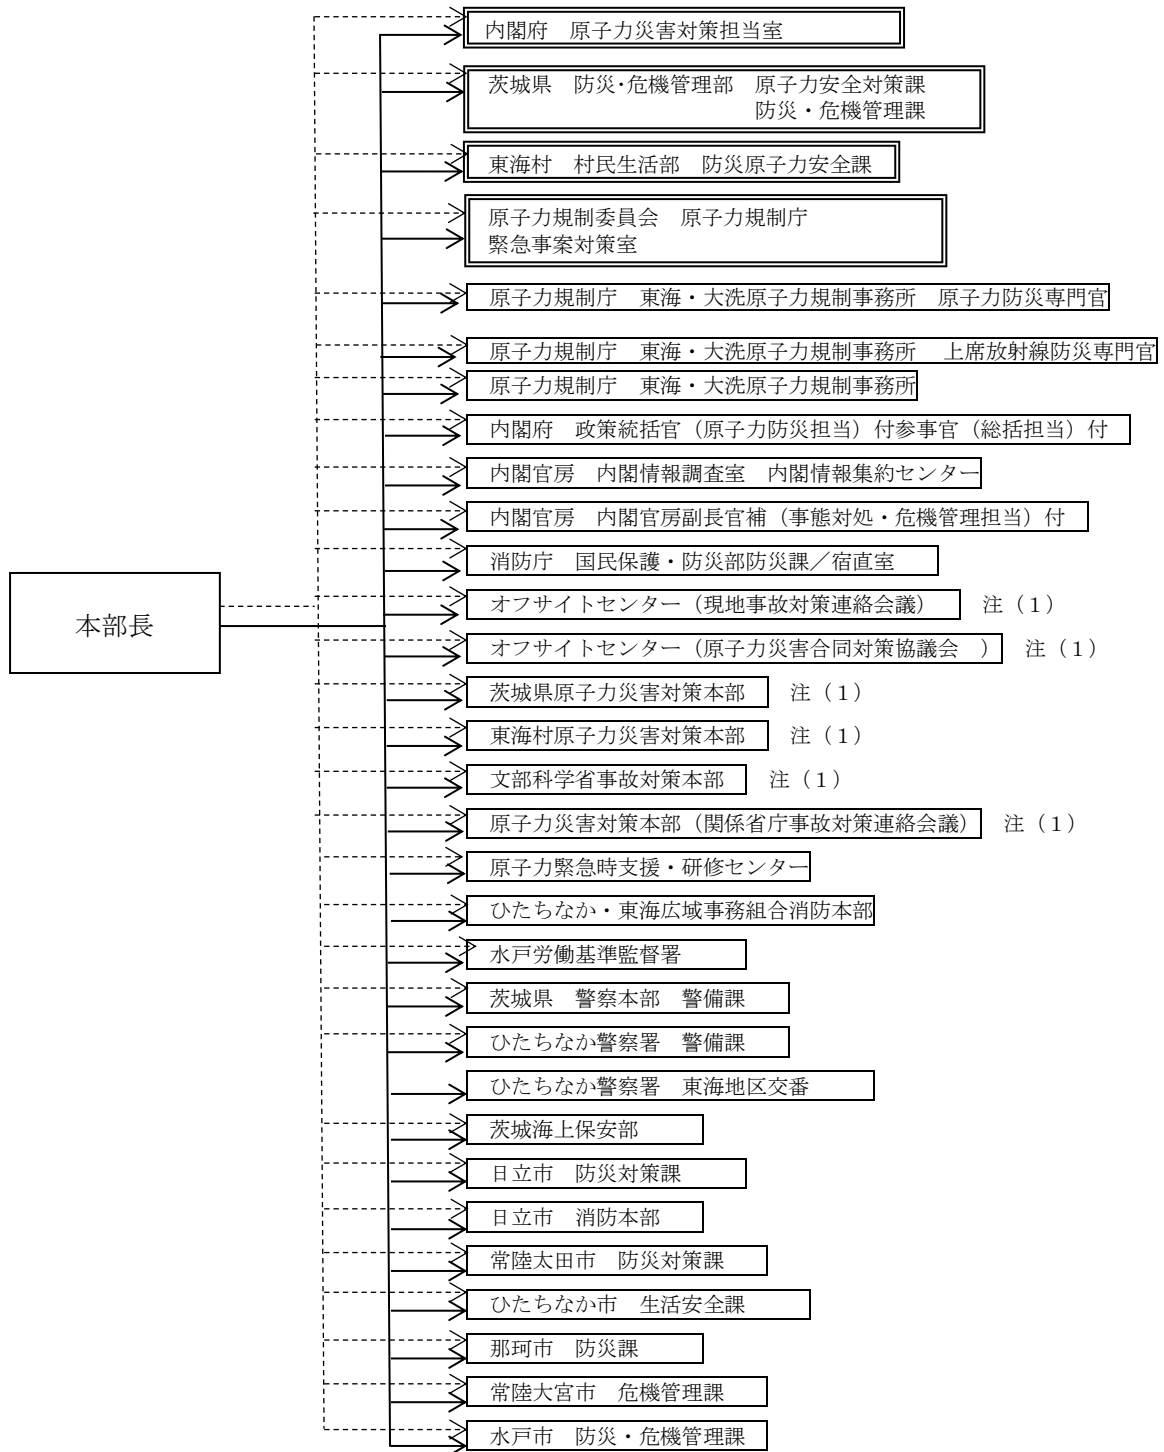 内閣府　原子力災害対策担当室
茨城県　防災・危機管理部　原子力安全対策課
防災・危機管理課
東海村　村民生活部　防災原子力安全課
原子力規制委員会　原子力規制庁
緊急事案対策室
原子力規制庁　東海・大洗原子力規制事務所　原子力防災専門官
原子力規制庁　東海・大洗原子力規制事務所　上席放射線防災専門官
原子力規制庁　東海・大洗原子力規制事務所
内閣府　政策統括官（原子力防災担当）付参事官（総括担当）付
内閣官房　内閣情報調査室　内閣情報集約センター
内閣官房　内閣官房副長官補（事態対処・危機管理担当）付
消防庁　国民保護・防災部防災課／宿直室
オフサイトセンター（現地事故対策連絡会議）　注（１）
本部長
オフサイトセンター（原子力災害合同対策協議会　）　注（１）
茨城県原子力災害対策本部　注（１）
東海村原子力災害対策本部　注（１）
文部科学省事故対策本部　注（１）
原子力災害対策本部（関係省庁事故対策連絡会議）　注（１）
原子力緊急時支援・研修センター
ひたちなか・東海広域事務組合消防本部
水戸労働基準監督署
茨城県　警察本部　警備課
ひたちなか警察署　警備課
ひたちなか警察署　東海地区交番
茨城海上保安部
日立市　防災対策課
日立市　消防本部
常陸太田市　防災対策課
ひたちなか市　生活安全課
那珂市　防災課
常陸大宮市　危機管理課
水戸市　防災・危機管理課